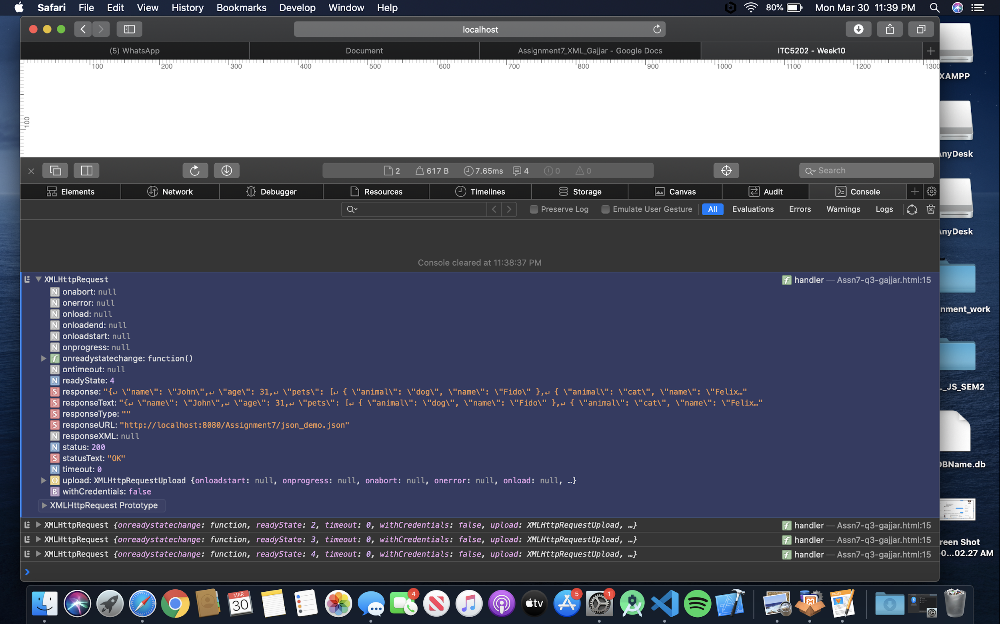 Safari File Edit View History Bookmarks Develop Window Help 80% Mon Mar 30 11:39 PM
localhost
(5) WhatsApp Document Assignment7_XML_Gajjar - Google Docs ITC5202 - Week10
100 200 300 400 500 600 700 800 900 1000 1100 1200 1300
XAMPP
100
AnyDesk
2 617 B 7.65ms 4 0 0 Search
Elements Network Debugger Resources Timelines Storage Canvas Audit Console
Preserve Log Emulate User Gesture All Evaluations Errors Warnings Logs
AnyDesk
Console cleared at 11:38:37 PM
XMLHttpRequest handler — Assn7-q3-gajjar.html:15
N onabort: null
N onerror: null
nment_work
N onload: null
N onloadend: null
N onloadstart: null
N onprogress: null
f onreadystatechange: function()
N ontimeout: null
N readyState: 4
_JS_SEM2
S response: "{↵ \"name\": \"John\",↵ \"age\": 31,↵ \"pets\": [↵ { \"animal\": \"dog\", \"name\": \"Fido\" },↵ { \"animal\": \"cat\", \"name\": \"Felix…"
S responseText: "{↵ \"name\": \"John\",↵ \"age\": 31,↵ \"pets\": [↵ { \"animal\": \"dog\", \"name\": \"Fido\" },↵ { \"animal\": \"cat\", \"name\": \"Felix…"
S responseType: ""
S responseURL: "http://localhost:8080/Assignment7/json_demo.json"
N responseXML: null
N status: 200
S statusText: "OK"
DBName.db
N timeout: 0
O upload: XMLHttpRequestUpload {onloadstart: null, onprogress: null, onabort: null, onerror: null, onload: null, …}
B withCredentials: false
XMLHttpRequest Prototype
XMLHttpRequest {onreadystatechange: function, readyState: 2, timeout: 0, withCredentials: false, upload: XMLHttpRequestUpload, …} handler — Assn7-q3-gajjar.html:15
XMLHttpRequest {onreadystatechange: function, readyState: 3, timeout: 0, withCredentials: false, upload: XMLHttpRequestUpload, …} handler — Assn7-q3-gajjar.html:15
reen Shot
XMLHttpRequest {onreadystatechange: function, readyState: 4, timeout: 0, withCredentials: false, upload: XMLHttpRequestUpload, …} handler — Assn7-q3-gajjar.html:15
-0...02.27 AM
MAR 4 5 1 PAGES
30 tv